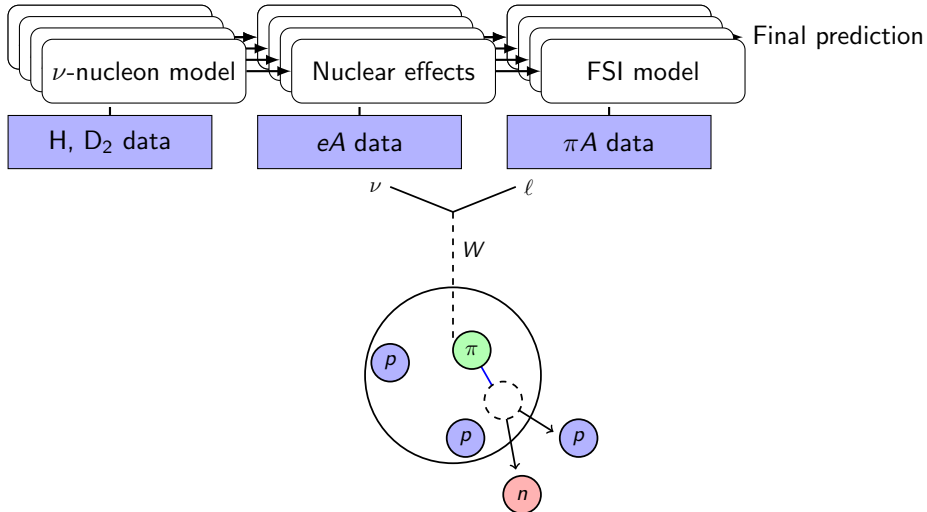 Final prediction
ν-nucleon model
Nuclear effects
FSI model
H, D₂ data
eA data
πA data
ν
ℓ
W
π
p
p
p
n